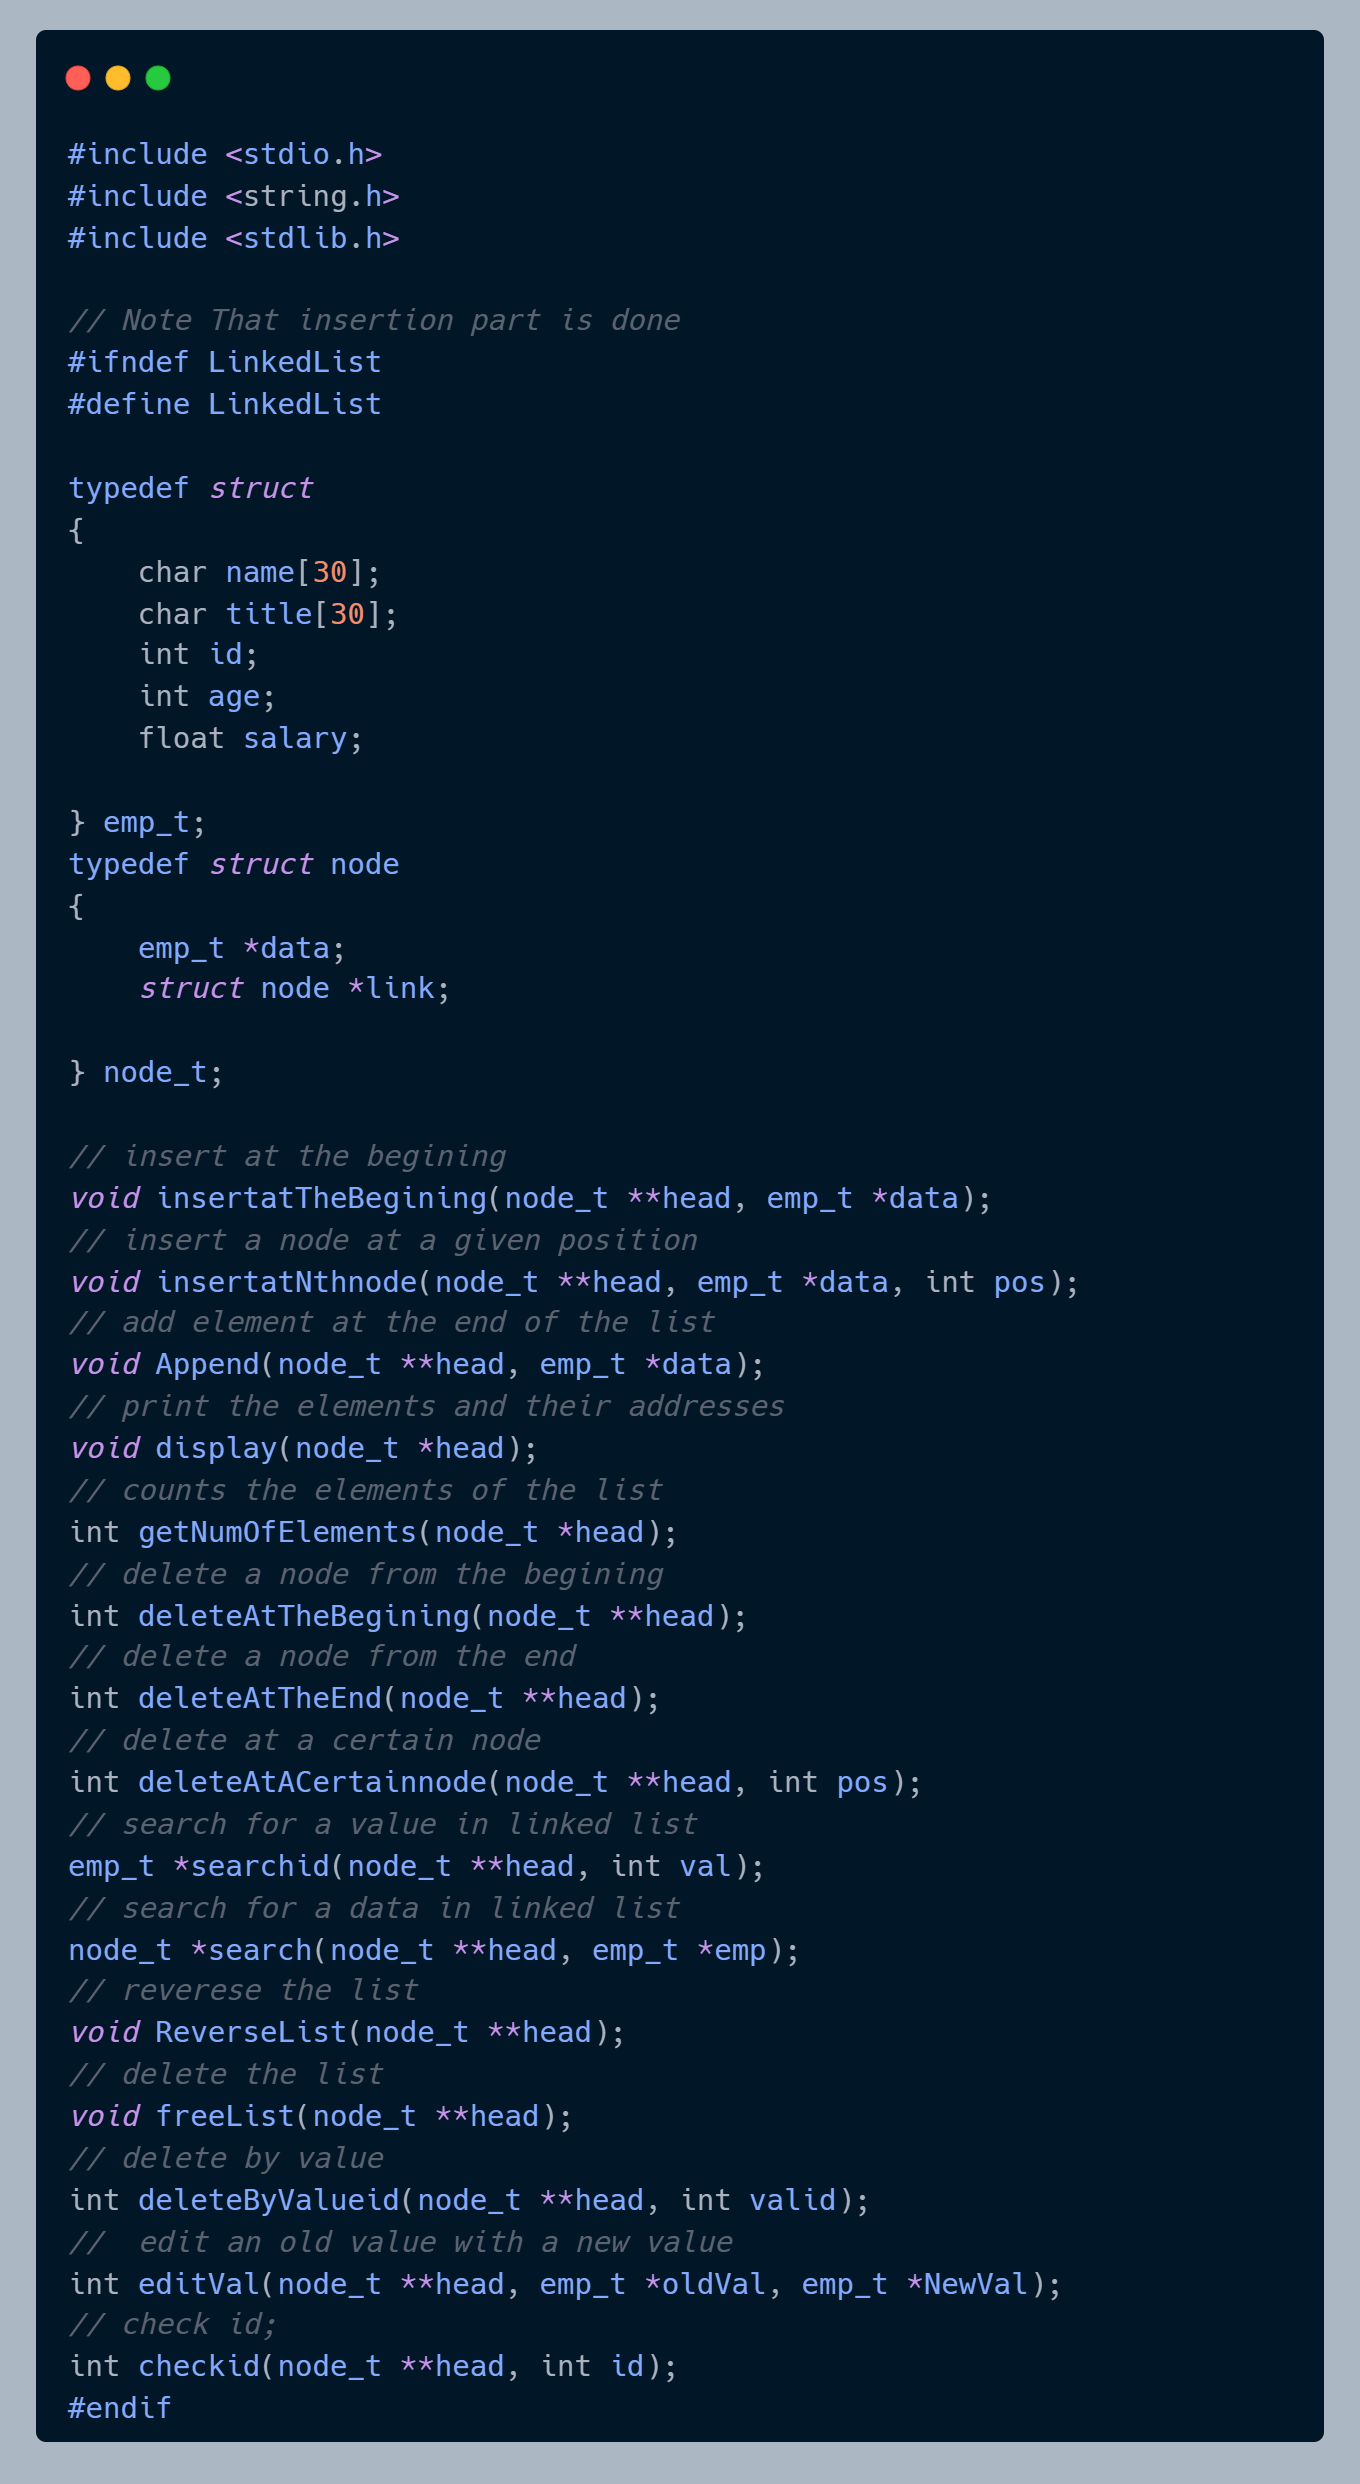 #include <stdio.h>
#include <string.h>
#include <stdlib.h>

// Note That insertion part is done
#ifndef LinkedList
#define LinkedList

typedef struct
{
    char name[30];
    char title[30];
    int id;
    int age;
    float salary;

} emp_t;
typedef struct node
{
    emp_t *data;
    struct node *link;

} node_t;

// insert at the begining
void insertatTheBegining(node_t **head, emp_t *data);
// insert a node at a given position
void insertatNthnode(node_t **head, emp_t *data, int pos);
// add element at the end of the list
void Append(node_t **head, emp_t *data);
// print the elements and their addresses
void display(node_t *head);
// counts the elements of the list
int getNumOfElements(node_t *head);
// delete a node from the begining
int deleteAtTheBegining(node_t **head);
// delete a node from the end
int deleteAtTheEnd(node_t **head);
// delete at a certain node
int deleteAtACertainnode(node_t **head, int pos);
// search for a value in linked list
emp_t *searchid(node_t **head, int val);
// search for a data in linked list
node_t *search(node_t **head, emp_t *emp);
// reverese the list
void ReverseList(node_t **head);
// delete the list
void freeList(node_t **head);
// delete by value
int deleteByValueid(node_t **head, int valid);
//  edit an old value with a new value
int editVal(node_t **head, emp_t *oldVal, emp_t *NewVal);
// check id;
int checkid(node_t **head, int id);
#endif